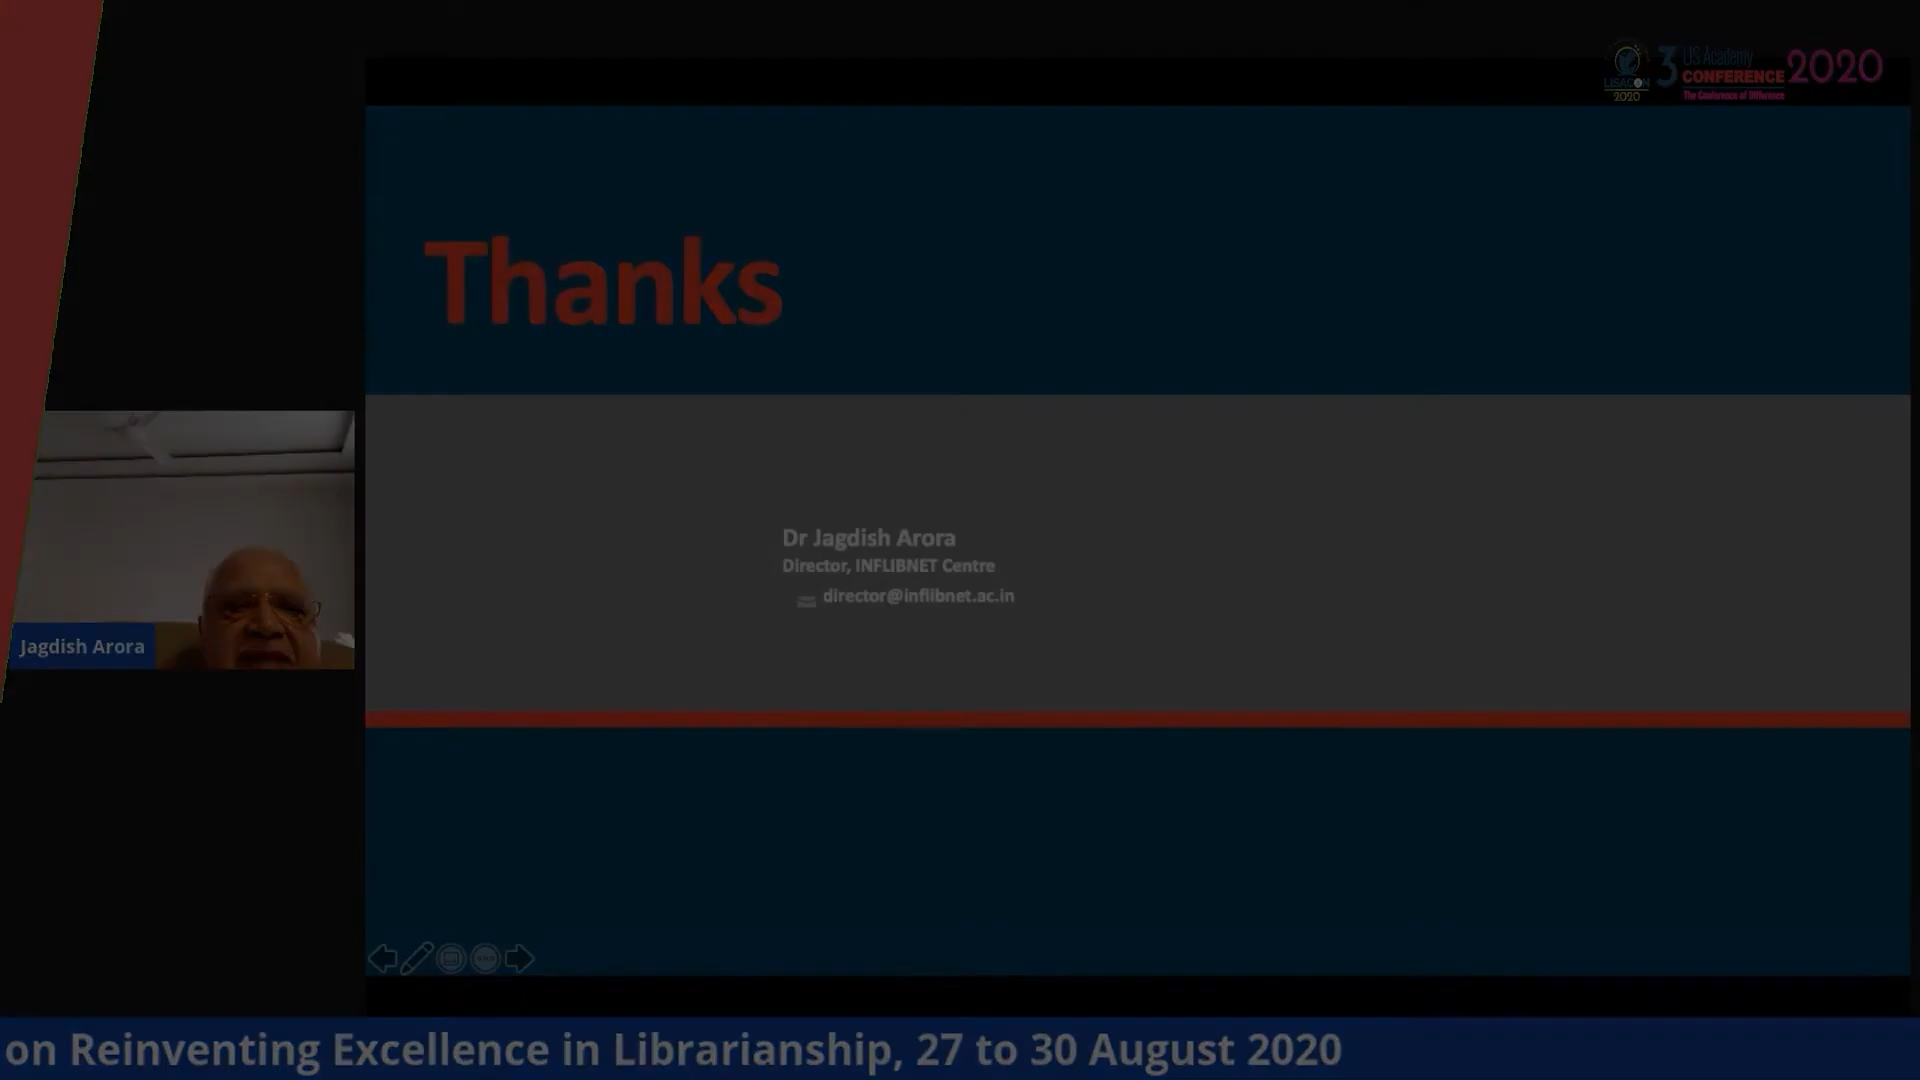 LISACON
2020
3 LIS Academy
CONFERENCE 2020
The Conference of Difference
Thanks
Dr Jagdish Arora
Director, INFLIBNET Centre
director@inflibnet.ac.in
Jagdish Arora
on Reinventing Excellence in Librarianship, 27 to 30 August 2020